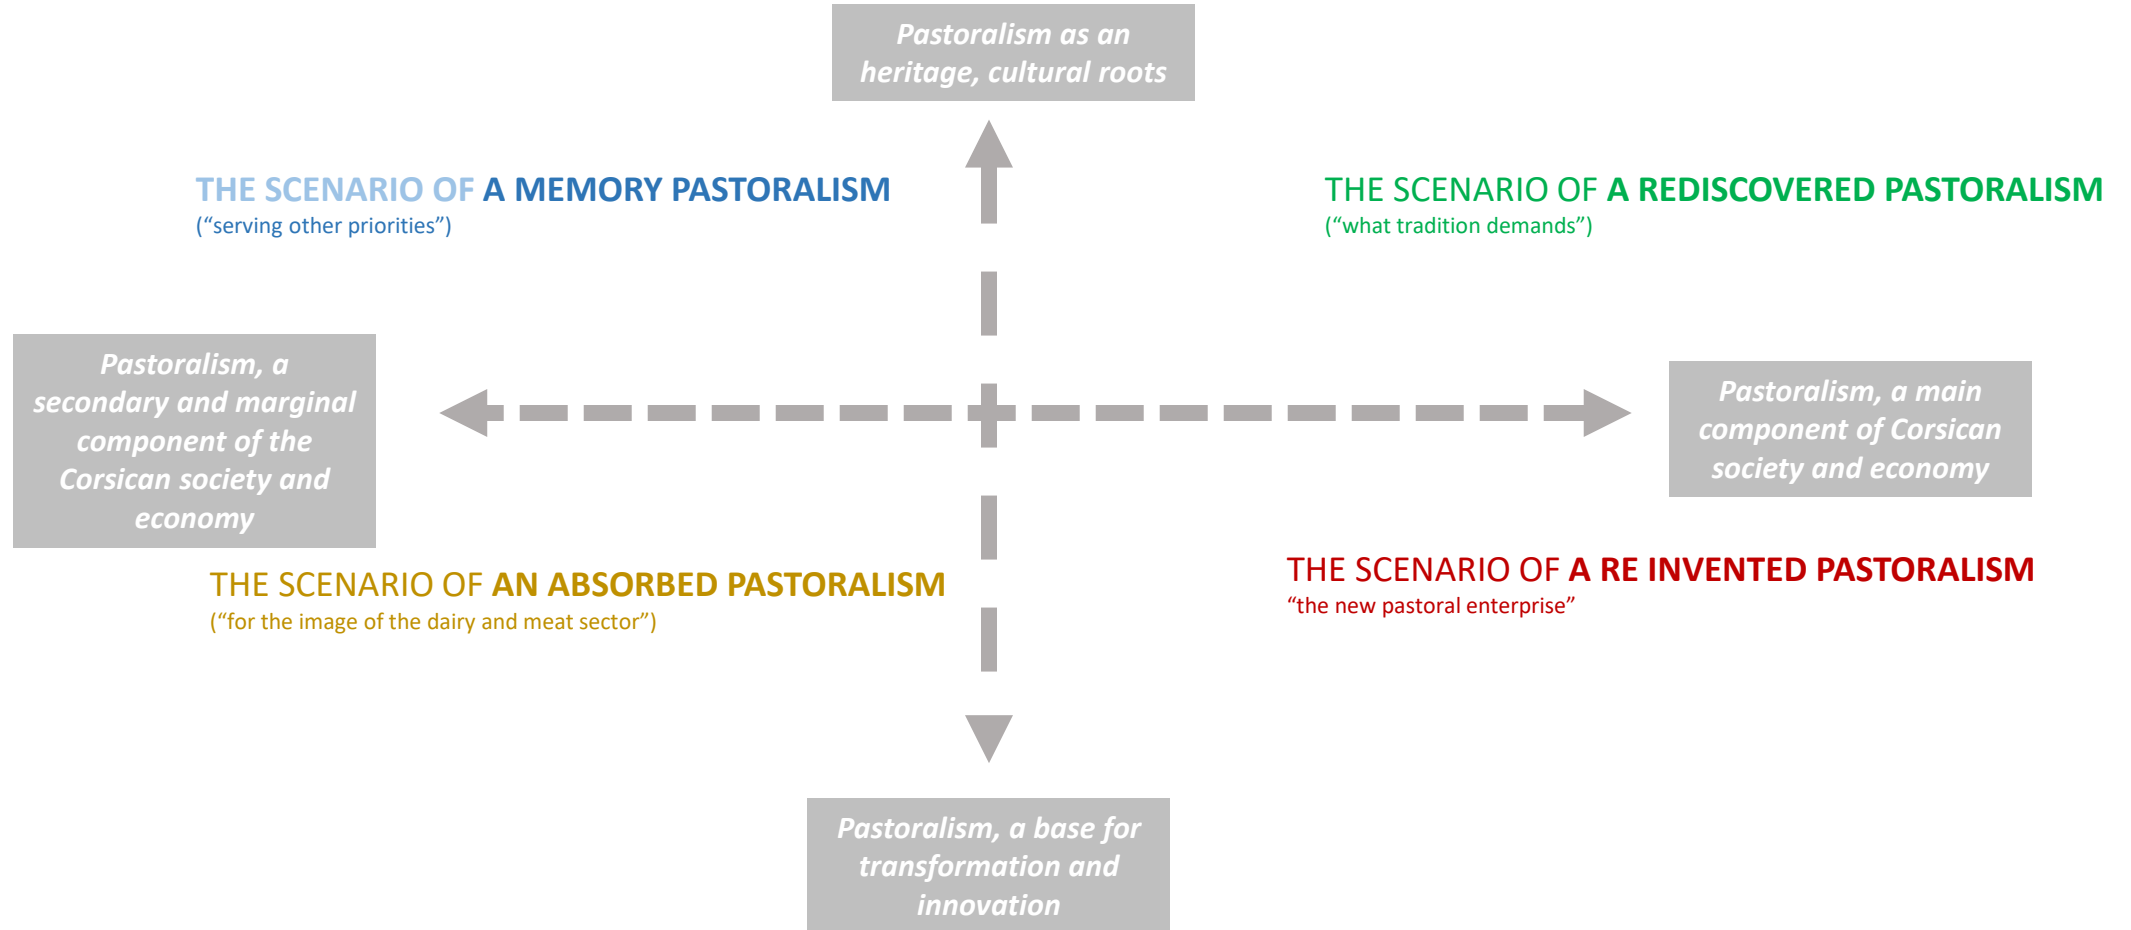 Pastoralism as an
heritage, cultural roots
THE SCENARIO OF A MEMORY PASTORALISM
(“serving other priorities”)
THE SCENARIO OF A REDISCOVERED PASTORALISM
(“what tradition demands”)
Pastoralism, a
secondary and marginal
component of the
Corsican society and
economy
Pastoralism, a main
component of Corsican
society and economy
THE SCENARIO OF AN ABSORBED PASTORALISM
(“for the image of the dairy and meat sector”)
THE SCENARIO OF A RE INVENTED PASTORALISM
“the new pastoral enterprise”
Pastoralism, a base for
transformation and
innovation